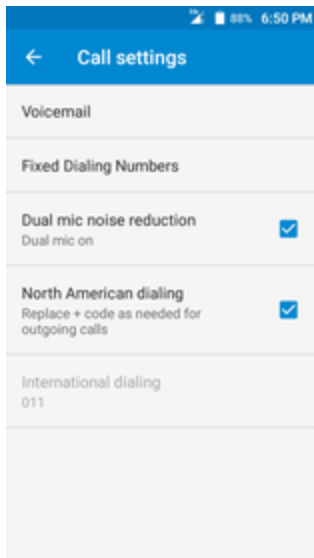 88% 6:50 PM
Call settings
Voicemail
Fixed Dialing Numbers
Dual mic noise reduction
Dual mic on
North American dialing
Replace + code as needed for
outgoing calls
International dialing
011